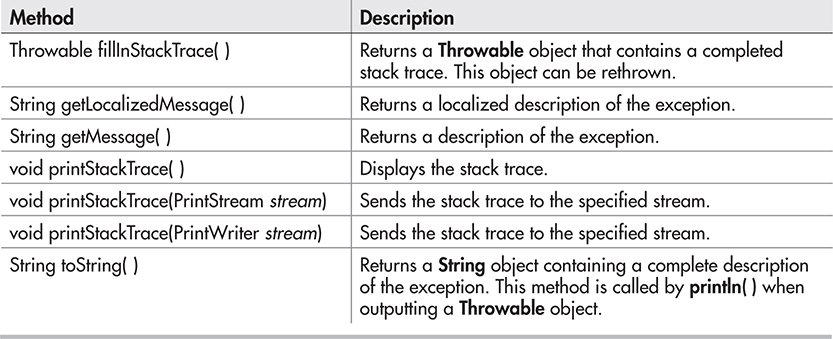 Method Description
Throwable fillInStackTrace( ) Returns a Throwable object that contains a completed
stack trace. This object can be rethrown.
String getLocalizedMessage( ) Returns a localized description of the exception.
String getMessage( ) Returns a description of the exception.
void printStackTrace( ) Displays the stack trace.
void printStackTrace(PrintStream stream) Sends the stack trace to the specified stream.
void printStackTrace(PrintWriter stream) Sends the stack trace to the specified stream.
String toString( ) Returns a String object containing a complete description
of the exception. This method is called by println( ) when
outputting a Throwable object.